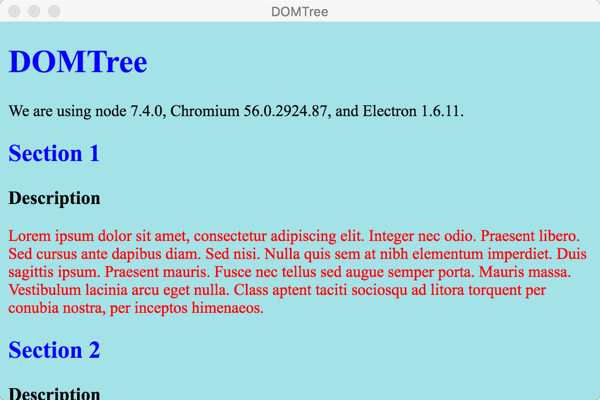 DOMTree
DOMTree
We are using node 7.4.0, Chromium 56.0.2924.87, and Electron 1.6.11.
Section 1
Description
Lorem ipsum dolor sit amet, consectetur adipiscing elit. Integer nec odio. Praesent libero.
Sed cursus ante dapibus diam. Sed nisi. Nulla quis sem at nibh elementum imperdiet. Duis
sagittis ipsum. Praesent mauris. Fusce nec tellus sed augue semper porta. Mauris massa.
Vestibulum lacinia arcu eget nulla. Class aptent taciti sociosqu ad litora torquent per
conubia nostra, per inceptos himenaeos.
Section 2
Description